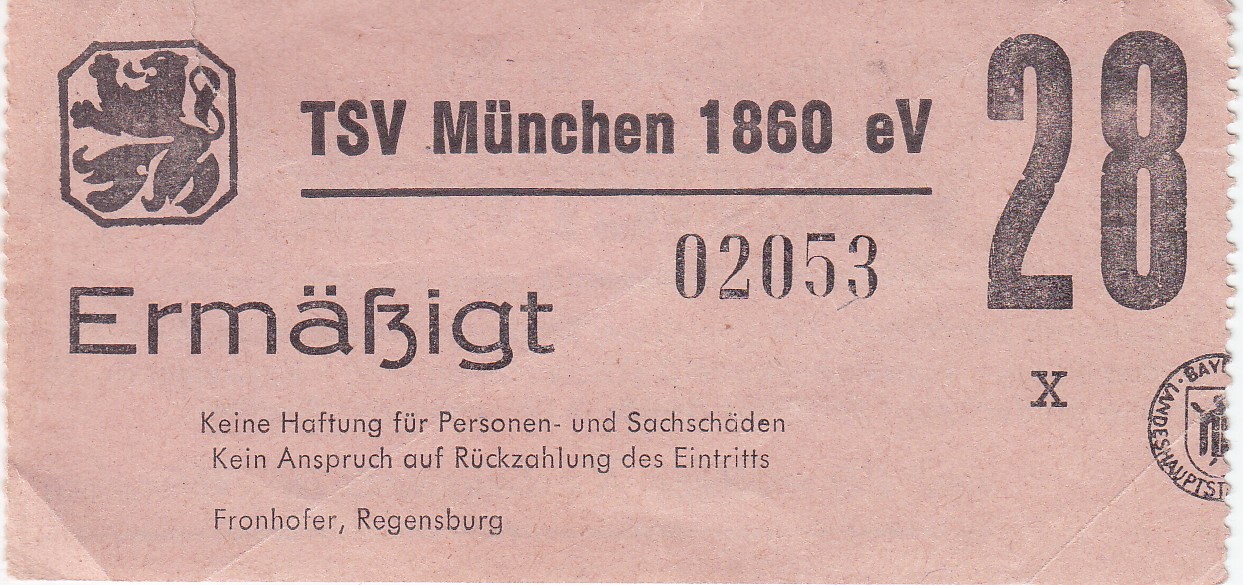 TSV München 1860 eV
28
02053
Ermäßigt
X
Keine Haftung für Personen- und Sachschäden
Kein Anspruch auf Rückzahlung des Eintritts
Fronhofer, Regensburg